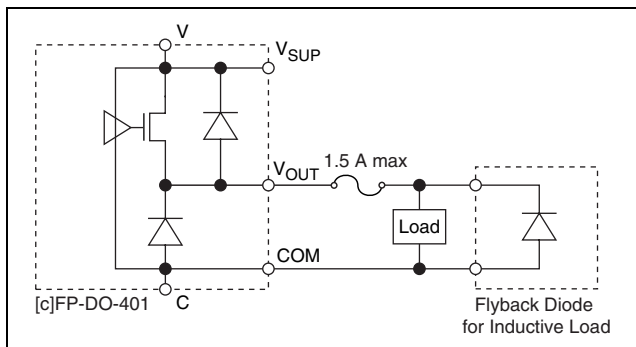 V
VSUP
VOUT
1.5 A max
Load
COM
[c]FP-DO-401
C
Flyback Diode
for Inductive Load